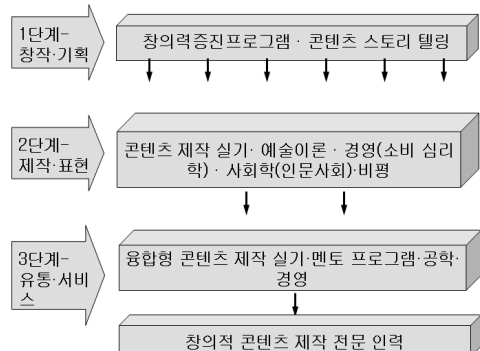 1단계-
창작·기획
창의력증진프로그램 · 콘텐츠 스토리 텔링
2단계-
제작·표현
콘텐츠 제작 실기· 예술이론 · 경영(소비 심리
학) · 사회학(인문사회)·비평
3단계-
유통·서비
스
융합형 콘텐츠 제작 실기·멘토 프로그램·공학·
경영
창의적 콘텐츠 제작 전문 인력